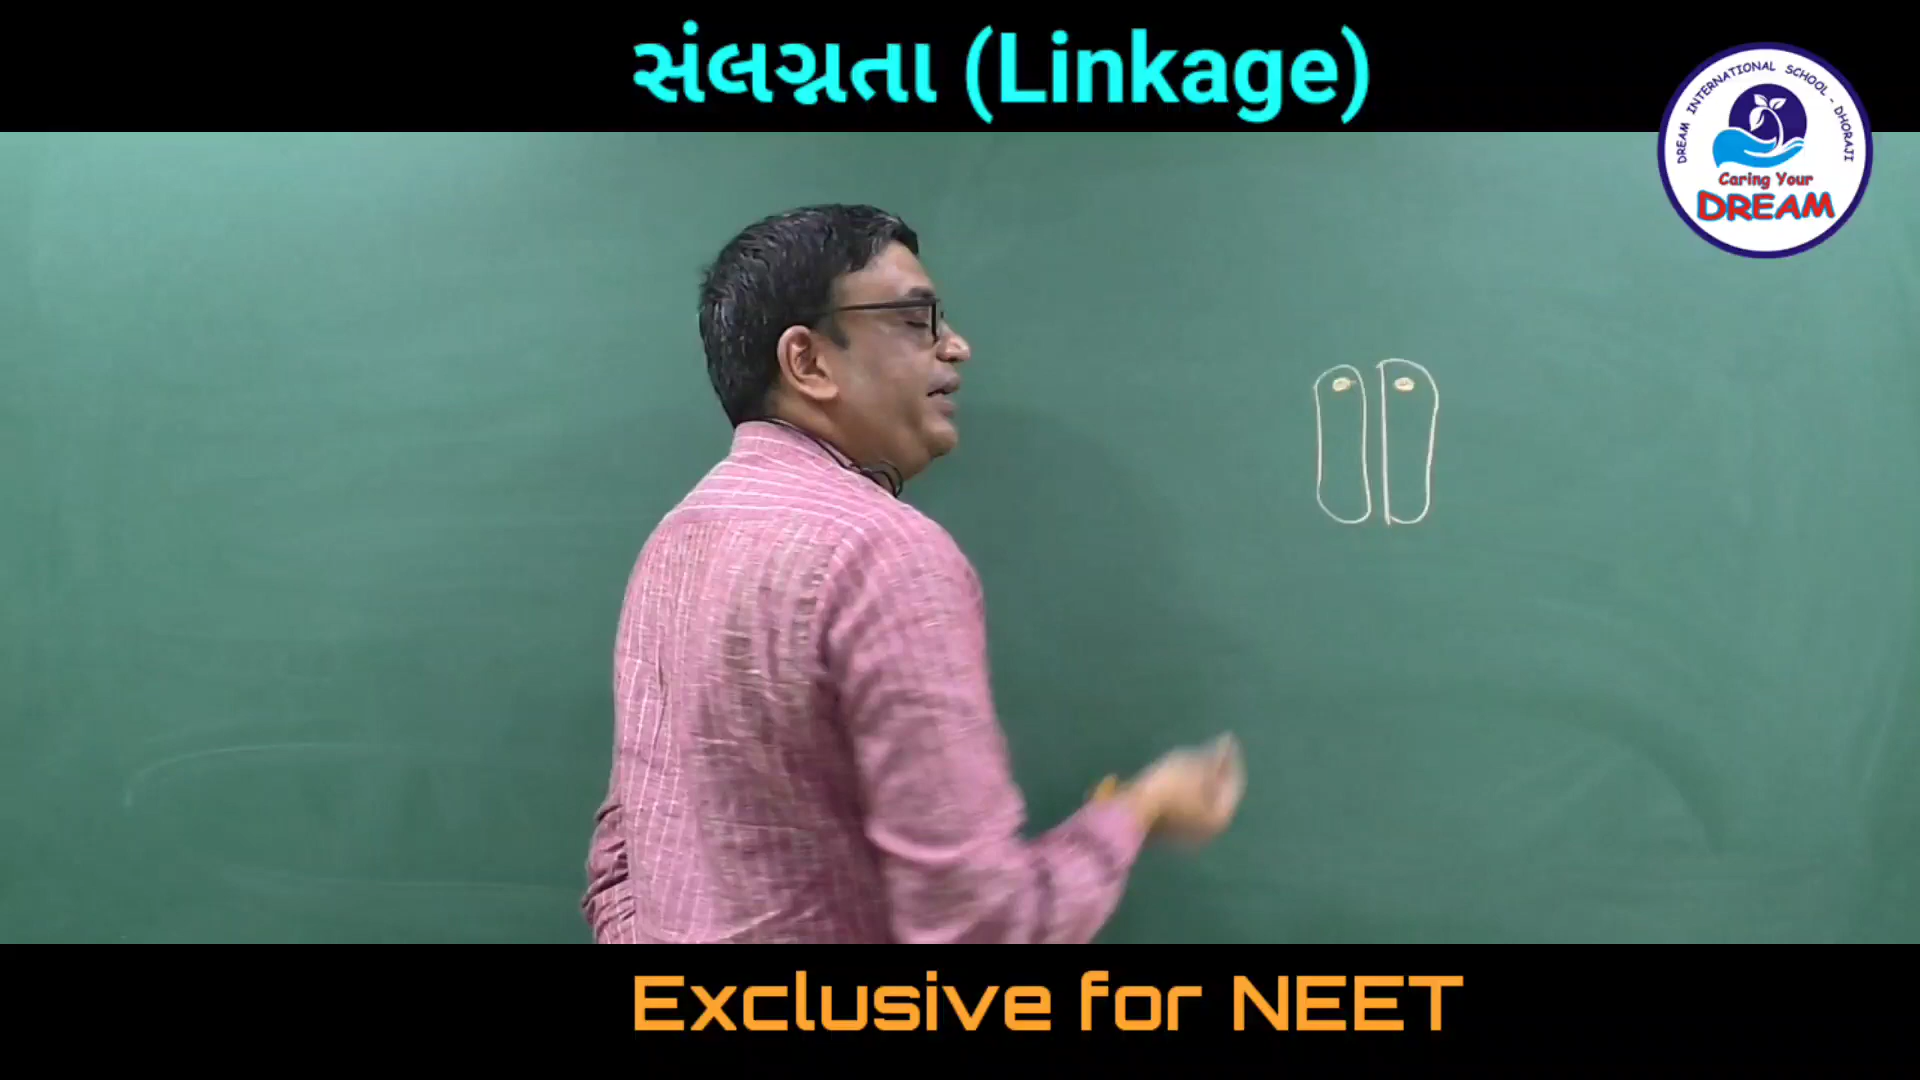 સંલગ્નતા (Linkage)
DREAM INTERNATIONAL SCHOOL - DHORAJI
Caring Your
DREAM
Exclusive for NEET